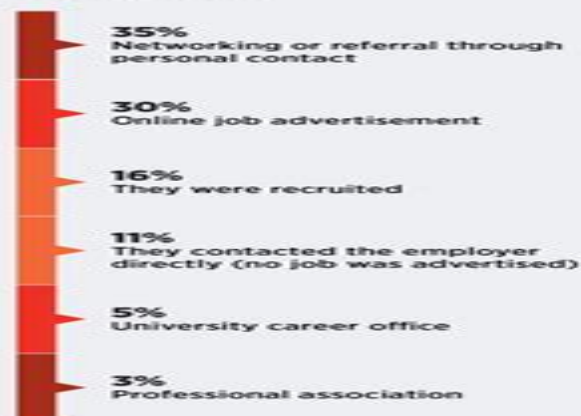 35%
Networking or referral through
personal contact
30%
Online job advertisement
16%
They were recruited
11%
They contacted the employer
directly (no job was advertised)
5%
University career office
3%
Professional association